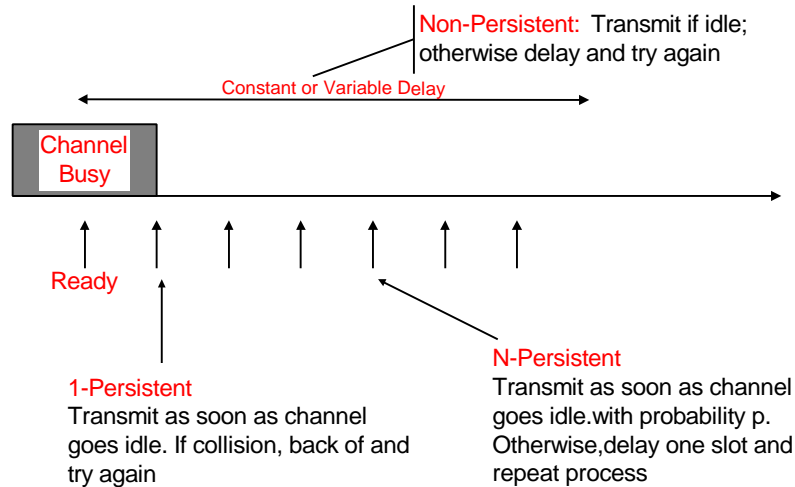 Non-Persistent: Transmit if idle;
otherwise delay and try again
Constant or Variable Delay
Channel
Busy
Ready
1-Persistent
Transmit as soon as channel
goes idle. If collision, back of and
try again
N-Persistent
Transmit as soon as channel
goes idle.with probability p.
Otherwise,delay one slot and
repeat process